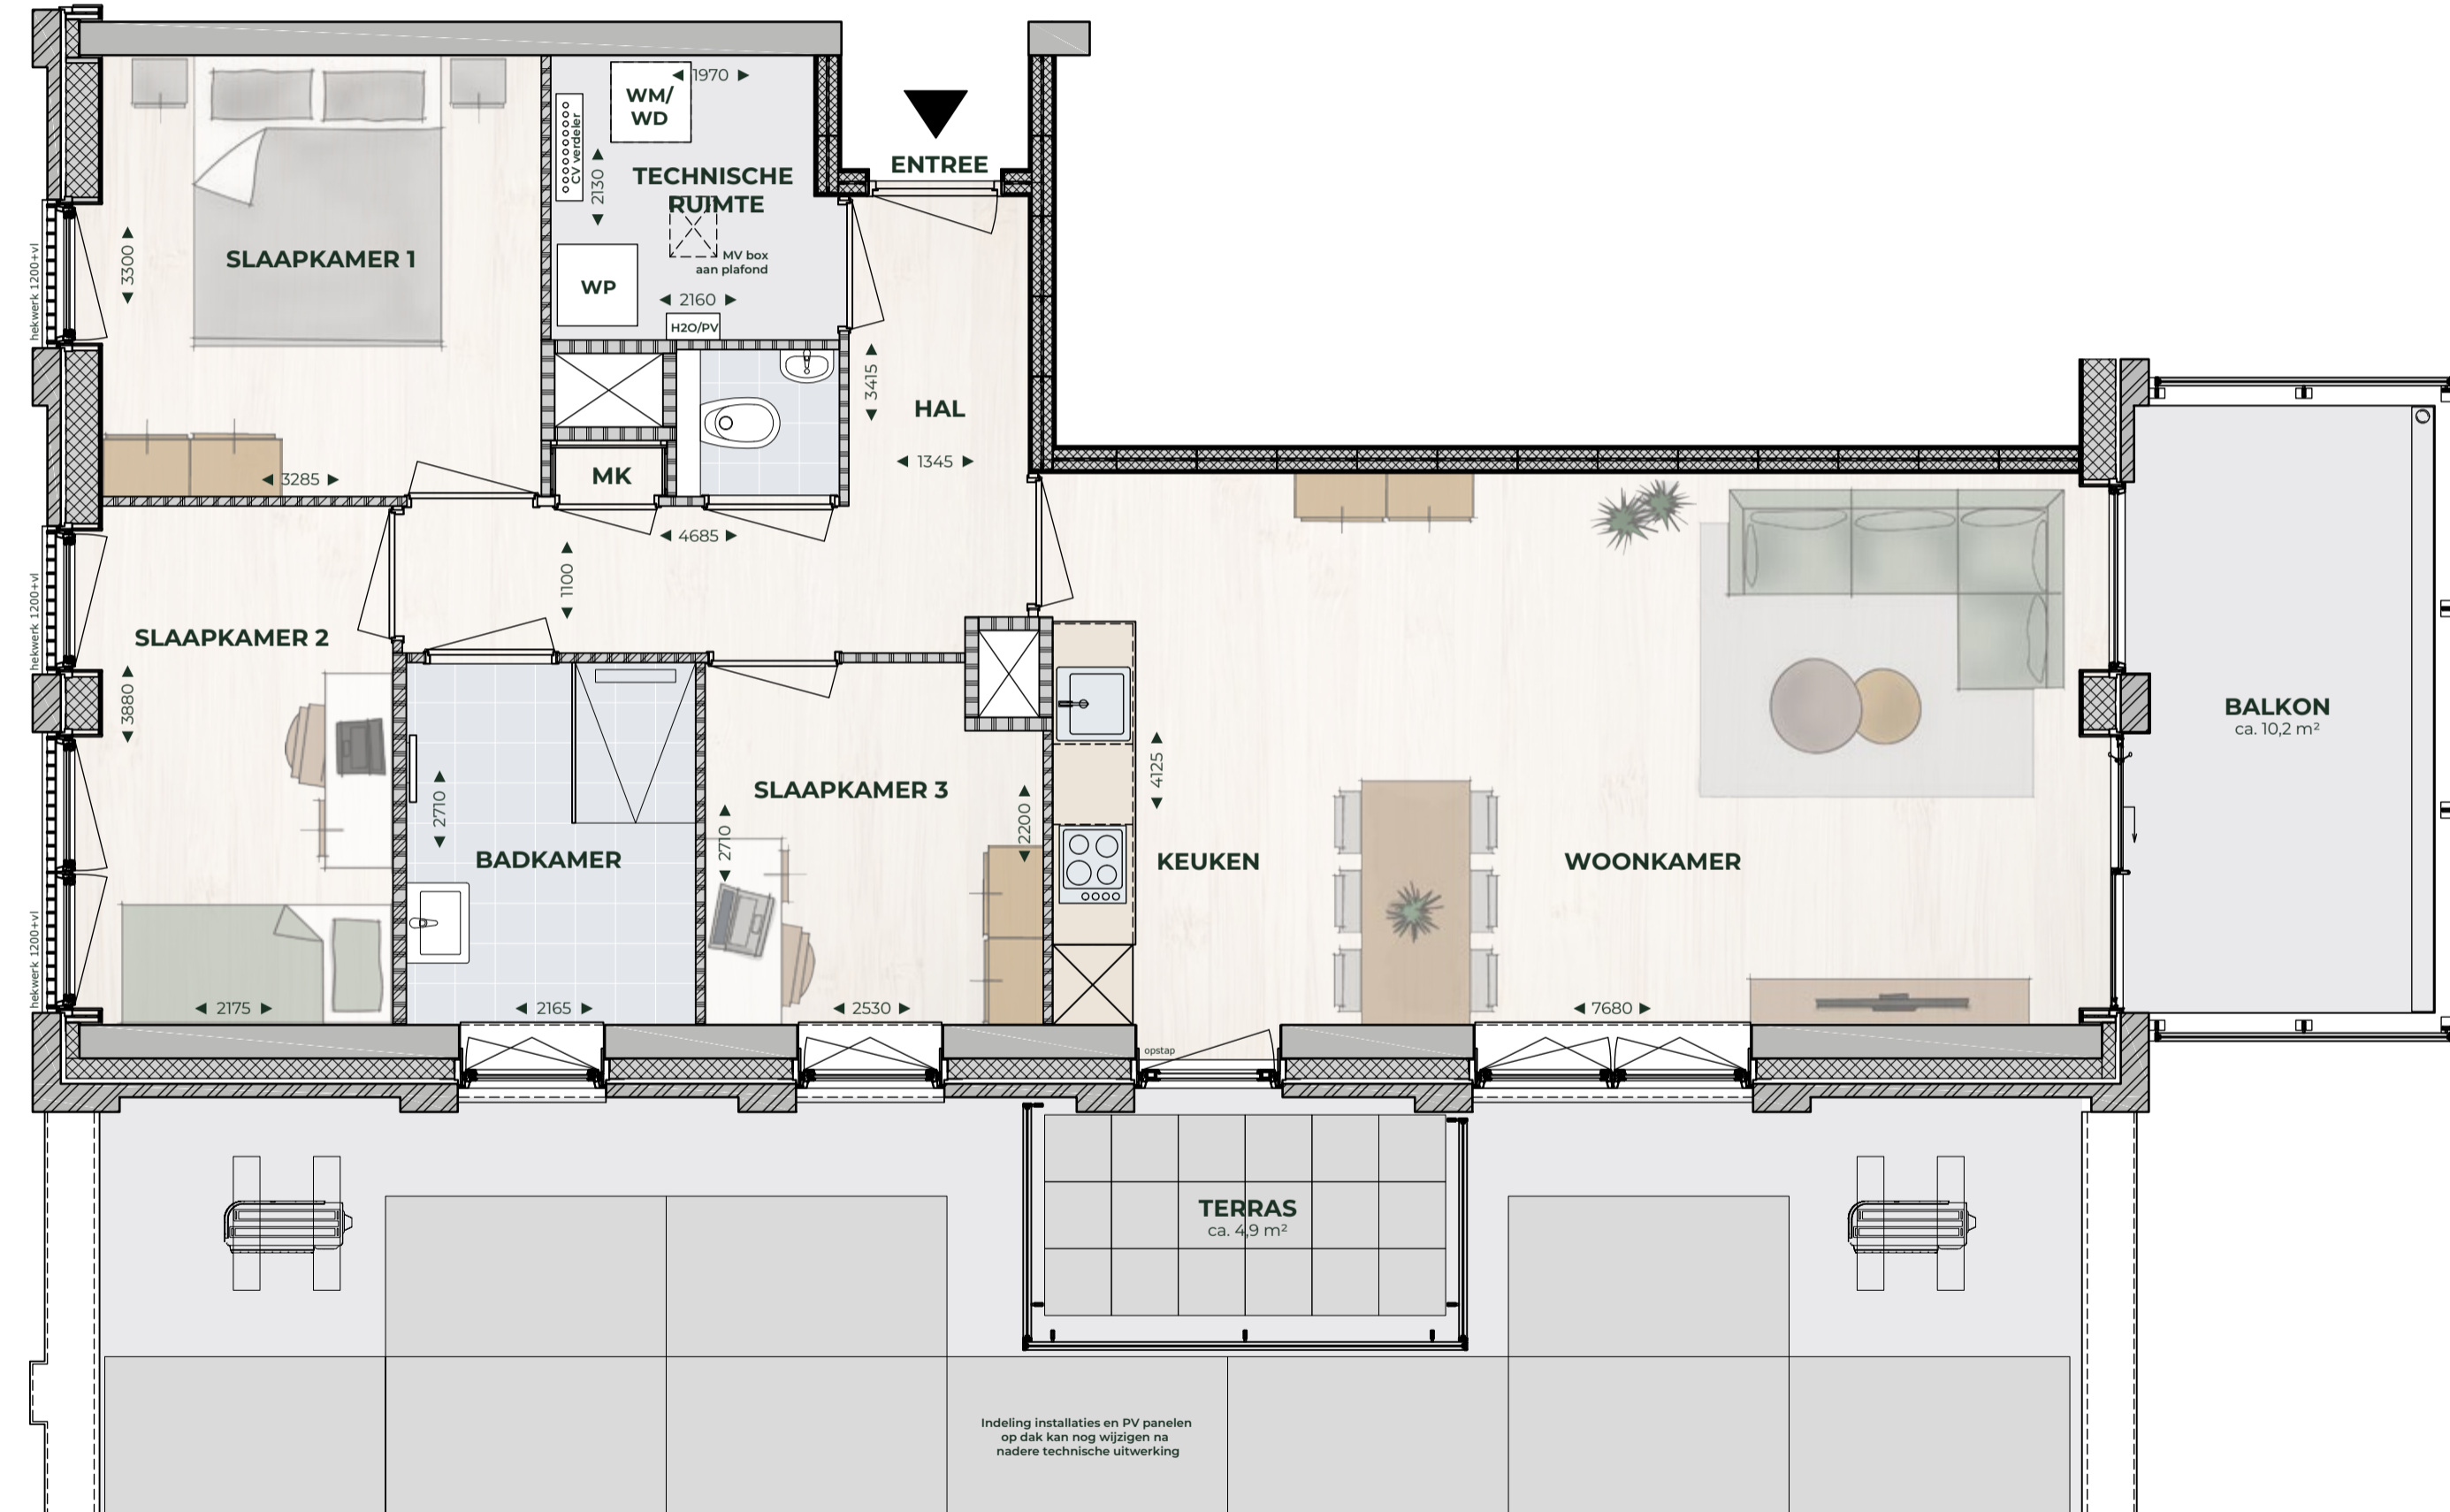 1970
WM/
WD
CV verdeler
2130
TECHNISCHE
RUIMTE
ENTREE
hekwerk 1200+vl
3300
SLAAPKAMER 1
MV box
aan plafond
WP
2160
H2O/PV
3415
HAL
1345
3285
MK
4685
1100
hekwerk 1200+vl
SLAAPKAMER 2
3880
BALKON
ca. 10,2 m²
2710
SLAAPKAMER 3
2710
2200
4125
BADKAMER
KEUKEN
WOONKAMER
hekwerk 1200+vl
2175
2165
2530
7680
opstap
TERRAS
ca. 4,9 m²
Indeling installaties en PV panelen
op dak kan nog wijzigen na
nadere technische uitwerking